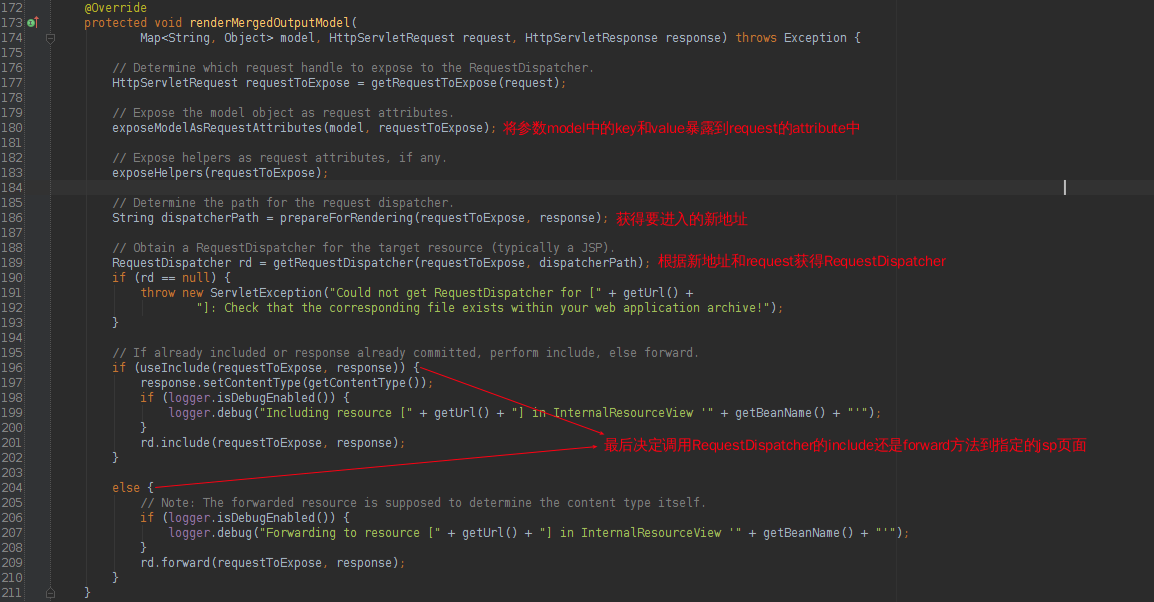 172 @Override
173 protected void renderMergedOutputModel(
174 Map<String, Object> model, HttpServletRequest request, HttpServletResponse response) throws Exception {
175
176 // Determine which request handle to expose to the RequestDispatcher.
177 HttpServletRequest requestToExpose = getRequestToExpose(request);
178
179 // Expose the model object as request attributes.
180 exposeModelAsRequestAttributes(model, requestToExpose); 将参数model中的key和value暴露到request的attribute中
181
182 // Expose helpers as request attributes, if any.
183 exposeHelpers(requestToExpose);
184
185 // Determine the path for the request dispatcher.
186 String dispatcherPath = prepareForRendering(requestToExpose, response); 获得要进入的新地址
187
188 // Obtain a RequestDispatcher for the target resource (typically a JSP).
189 RequestDispatcher rd = getRequestDispatcher(requestToExpose, dispatcherPath); 根据新地址和request获得RequestDispatcher
190 if (rd == null) {
191 throw new ServletException("Could not get RequestDispatcher for [" + getUrl() +
192 "]: Check that the corresponding file exists within your web application archive!");
193 }
194
195 // If already included or response already committed, perform include, else forward.
196 if (useInclude(requestToExpose, response)) {
197 response.setContentType(getContentType());
198 if (logger.isDebugEnabled()) {
199 logger.debug("Including resource [" + getUrl() + "] in InternalResourceView '" + getBeanName() + "'");
200 }
201 rd.include(requestToExpose, response); 最后决定调用RequestDispatcher的include还是forward方法到指定的jsp页面
202 }
203
204 else {
205 // Note: The forwarded resource is supposed to determine the content type itself.
206 if (logger.isDebugEnabled()) {
207 logger.debug("Forwarding to resource [" + getUrl() + "] in InternalResourceView '" + getBeanName() + "'");
208 }
209 rd.forward(requestToExpose, response);
210 }
211 }